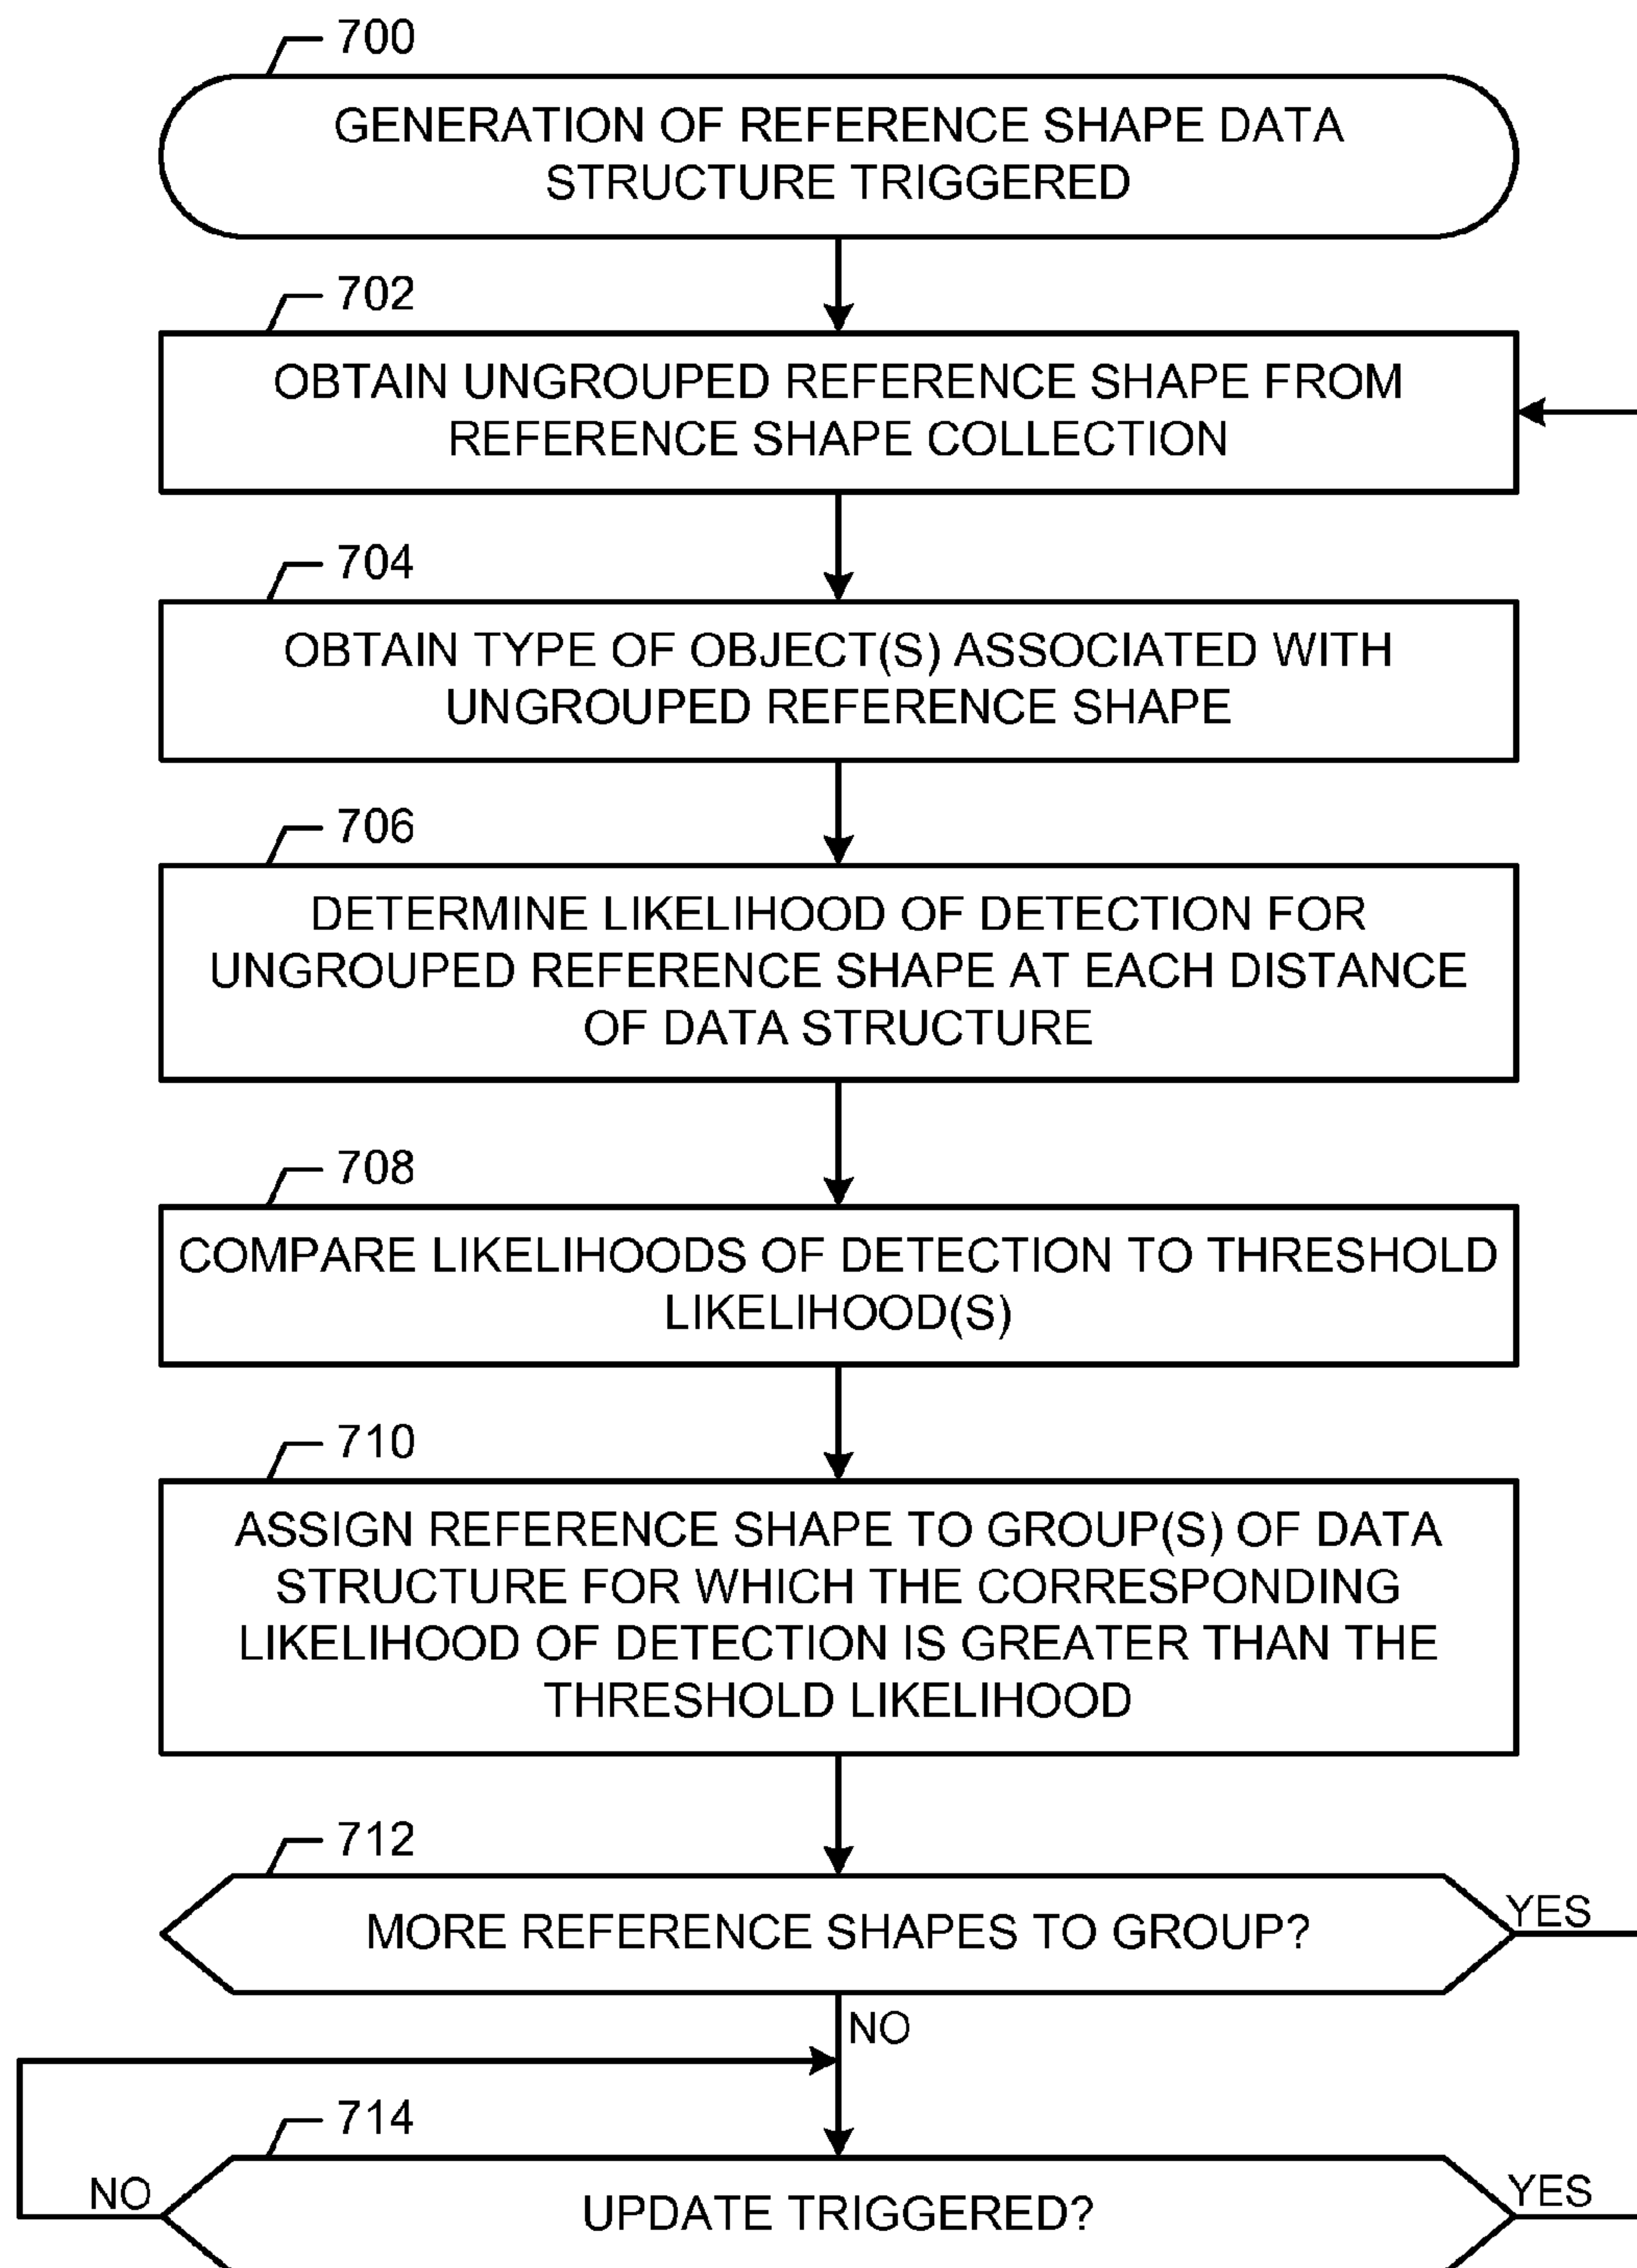 700
GENERATION OF REFERENCE SHAPE DATA
STRUCTURE TRIGGERED
702
OBTAIN UNGROUPED REFERENCE SHAPE FROM
REFERENCE SHAPE COLLECTION
704
OBTAIN TYPE OF OBJECT(S) ASSOCIATED WITH
UNGROUPED REFERENCE SHAPE
706
DETERMINE LIKELIHOOD OF DETECTION FOR
UNGROUPED REFERENCE SHAPE AT EACH DISTANCE
OF DATA STRUCTURE
708
COMPARE LIKELIHOODS OF DETECTION TO THRESHOLD
LIKELIHOOD(S)
710
ASSIGN REFERENCE SHAPE TO GROUP(S) OF DATA
STRUCTURE FOR WHICH THE CORRESPONDING
LIKELIHOOD OF DETECTION IS GREATER THAN THE
THRESHOLD LIKELIHOOD
712
MORE REFERENCE SHAPES TO GROUP?
YES
NO
714
NO
UPDATE TRIGGERED?
YES